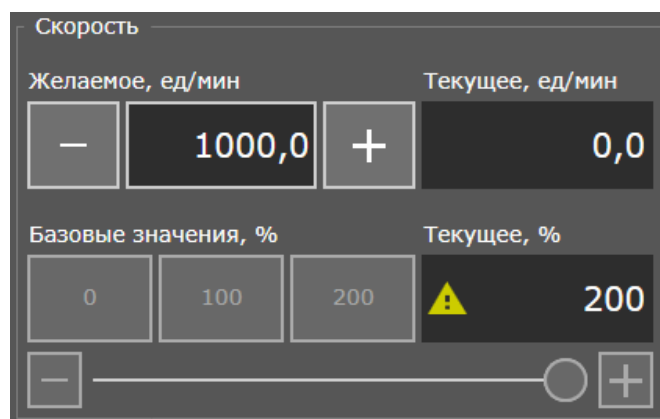 Скорость
Желаемое, ед/мин Текущее, ед/мин
− 1000,0 + 0,0
Базовые значения, % Текущее, %
0 100 200 200
− +